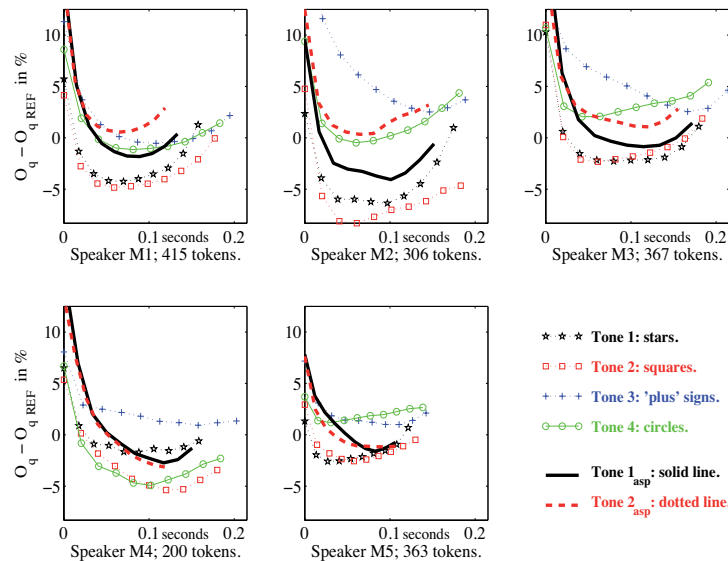 10
5
0
−5
O_q − O_q REF in %
0 0.1 seconds 0.2
Speaker M1; 415 tokens.
10
5
0
−5
0 0.1 seconds 0.2
Speaker M2; 306 tokens.
10
5
0
−5
0 0.1 seconds 0.2
Speaker M3; 367 tokens.
10
5
0
−5
O_q − O_q REF in %
0 0.1 seconds 0.2
Speaker M4; 200 tokens.
10
5
0
−5
0 0.1 seconds 0.2
Speaker M5; 363 tokens.
Tone 1: stars.
Tone 2: squares.
Tone 3: 'plus' signs.
Tone 4: circles.
Tone 1_asp: solid line.
Tone 2_asp: dotted line.